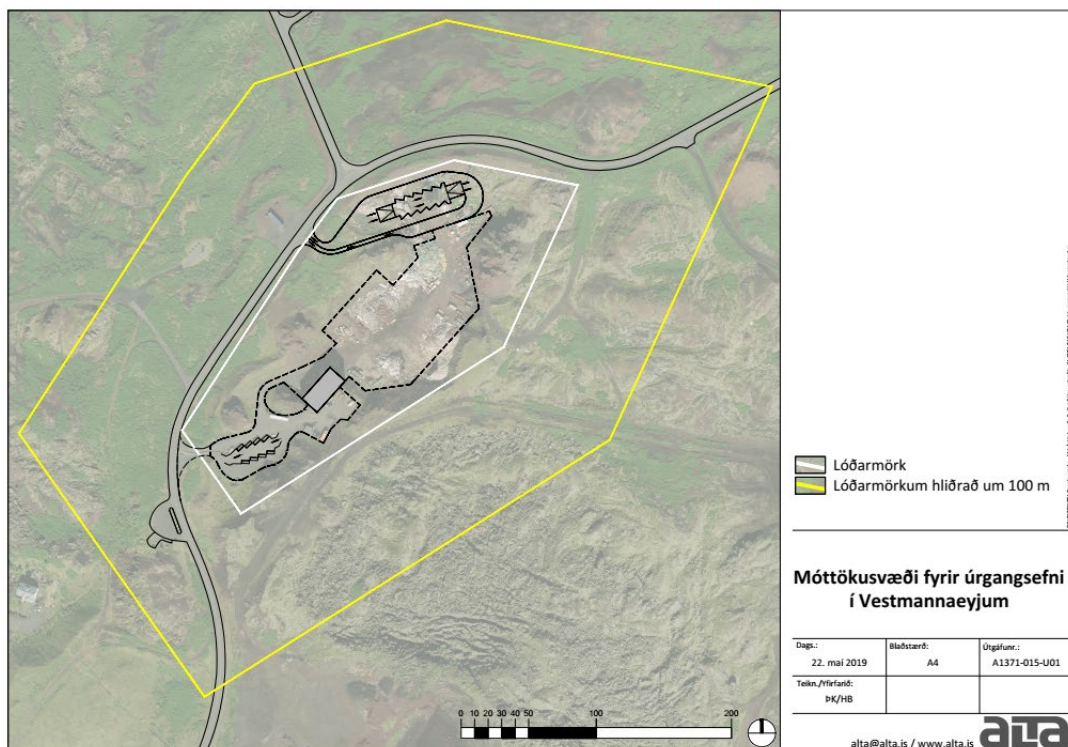 Lóðarmörk
Lóðarmörkum hliðrað um 100 m
Móttökusvæði fyrir úrgangsefni
í Vestmannaeyjum
Dags.:
22. maí 2019
Blaðstærð:
A4
Útgáfunr.:
A1371-015-U01
Teikn./Yfirfarið:
ÞK/HB
0 10 20 30 40 50 100 200
alta@alta.is / www.alta.is
alta